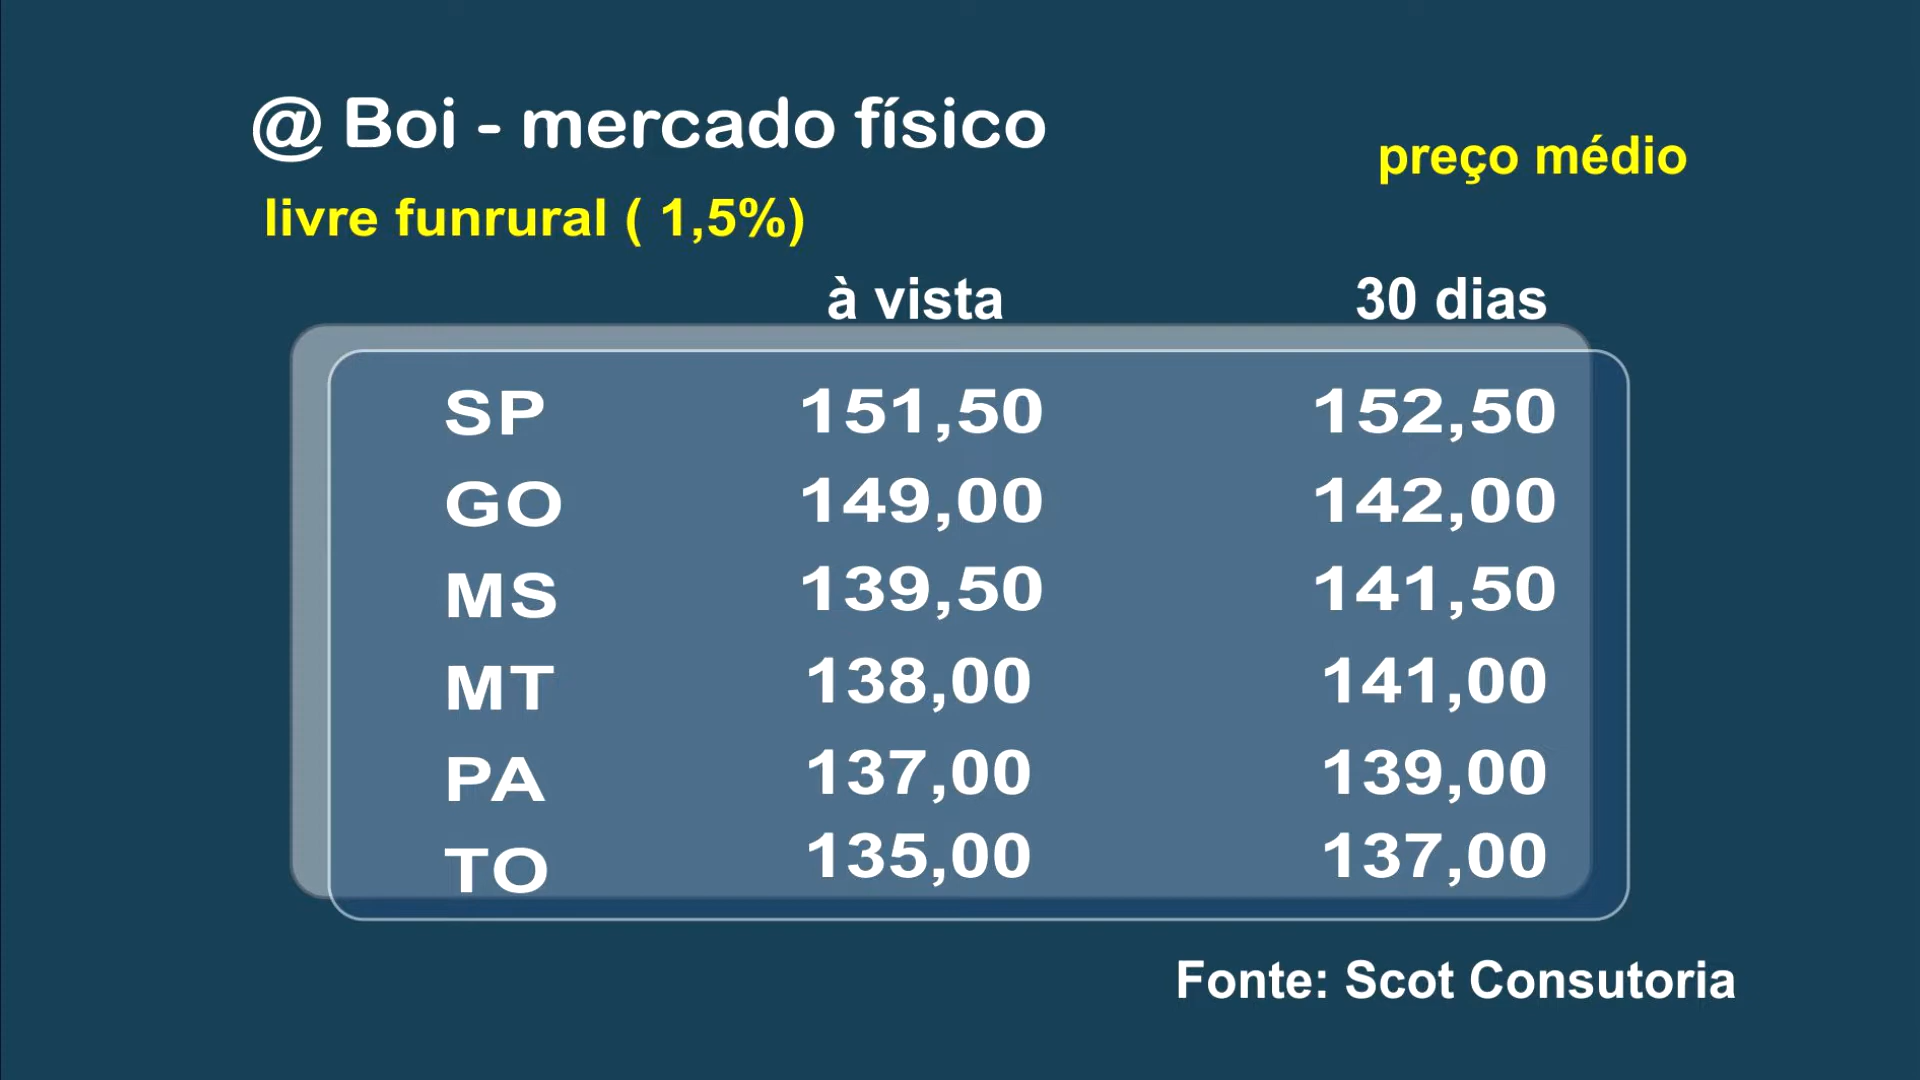 @ Boi - mercado físico
preço médio
livre funrural ( 1,5%)
à vista 30 dias
SP 151,50 152,50
GO 149,00 142,00
MS 139,50 141,50
MT 138,00 141,00
PA 137,00 139,00
TO 135,00 137,00
Fonte: Scot Consutoria